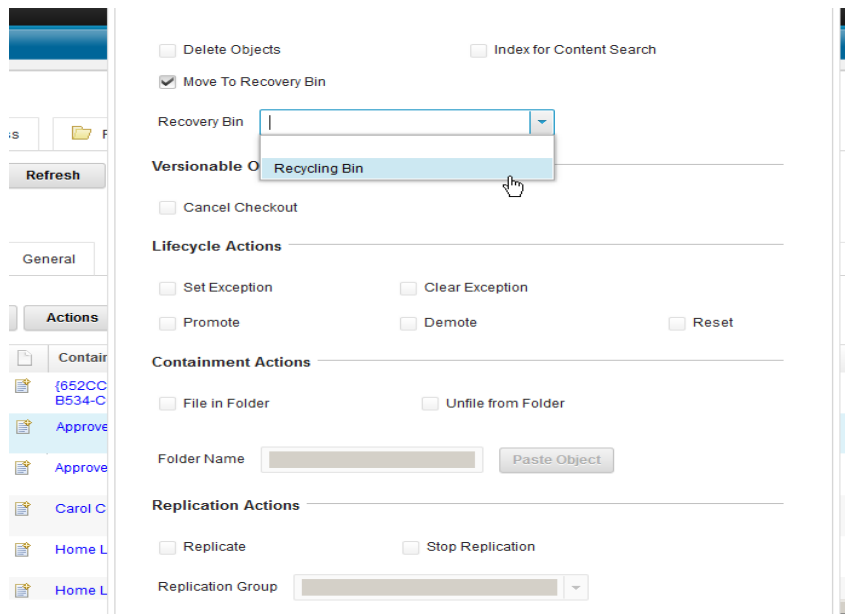 Delete Objects
Index for Content Search
Move To Recovery Bin
Recovery Bin
Recycling Bin
Versionable O
Cancel Checkout
Lifecycle Actions
Set Exception
Clear Exception
Promote
Demote
Reset
Containment Actions
File in Folder
Unfile from Folder
Folder Name
Paste Object
Replication Actions
Replicate
Stop Replication
Replication Group
ss
F
Refresh
General
Actions
Contair
{652CC
B534-C
Approve
Approve
Carol C
Home L
Home L